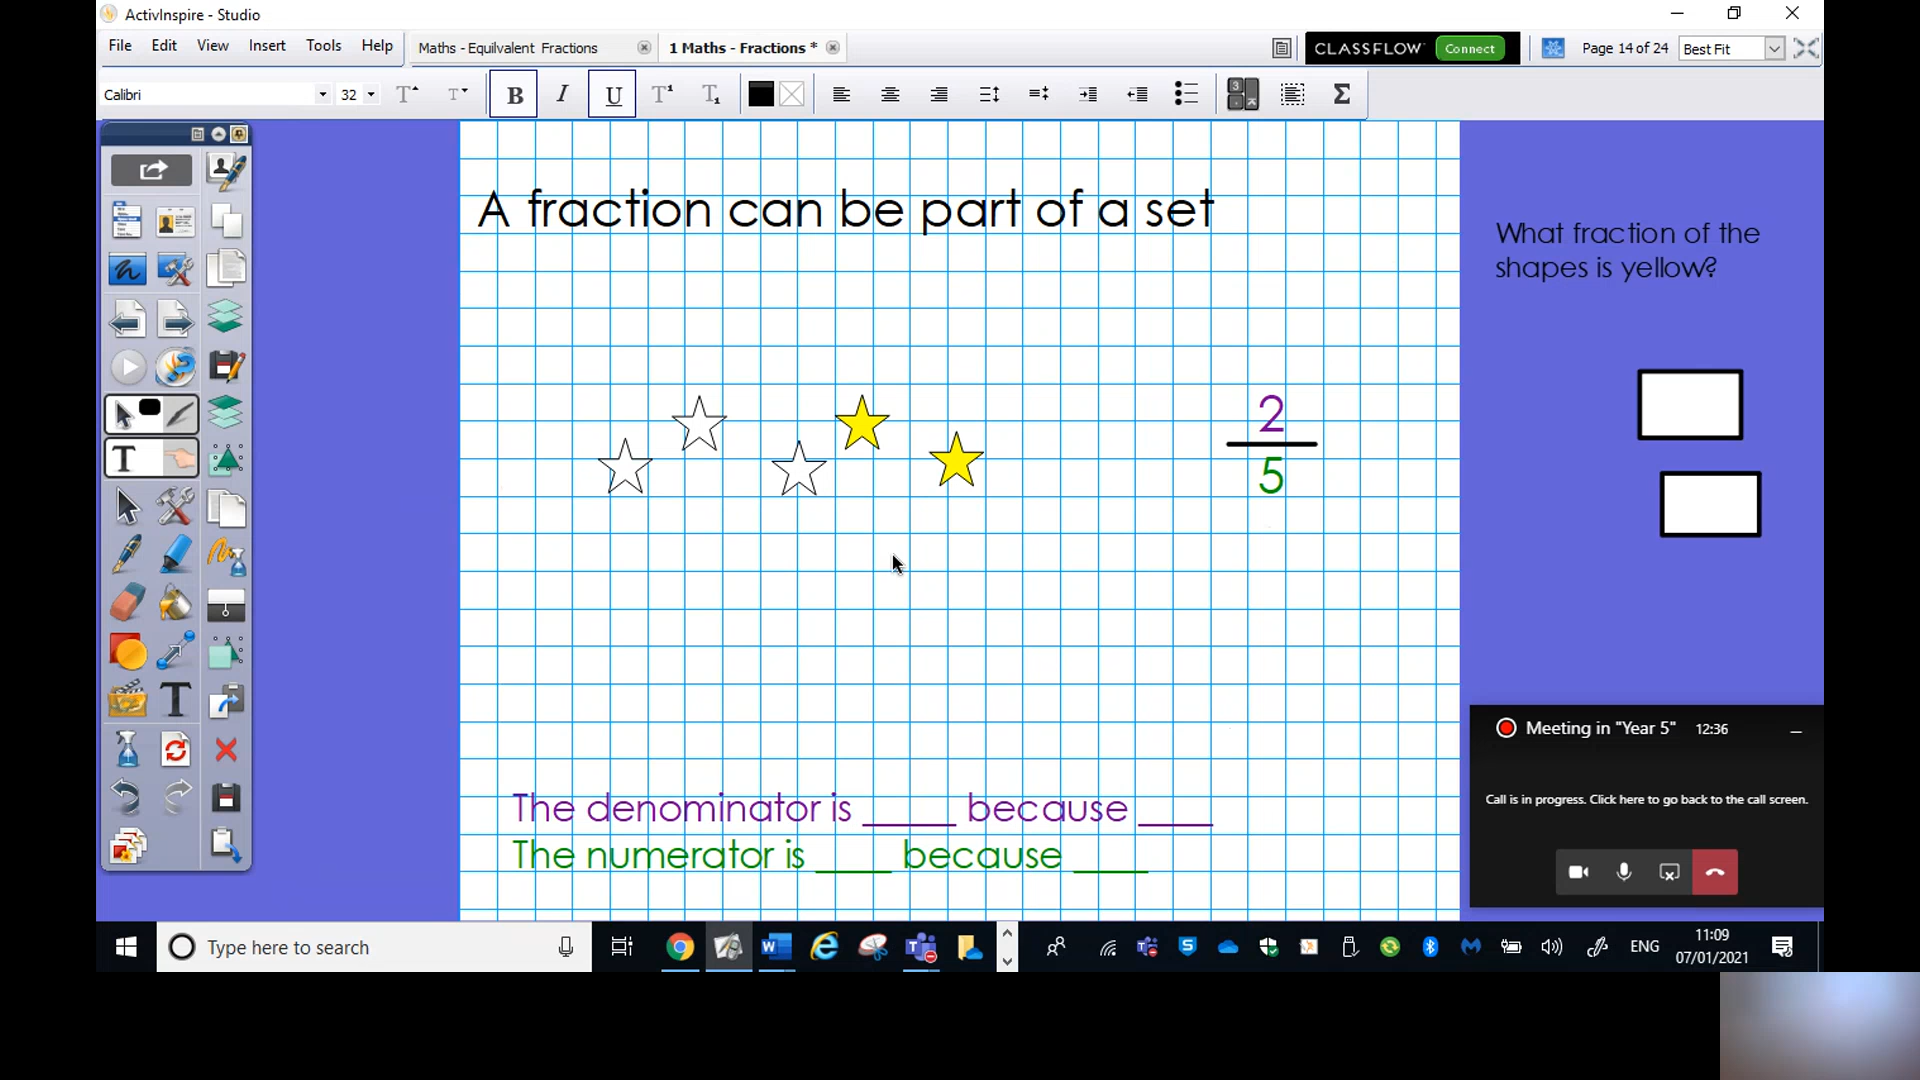 ActivInspire - Studio
File Edit View Insert Tools Help
Maths - Equilvalent Fractions
1 Maths - Fractions *
CLASSFLOW Connect
Page 14 of 24
Best Fit
Calibri
32
A fraction can be part of a set
What fraction of the
shapes is yellow?
2
5
The denominator is _____ because ____
The numerator is ____ because ____
Meeting in "Year 5" 12:36
Call is in progress. Click here to go back to the call screen.
Type here to search
ENG
11:09
07/01/2021